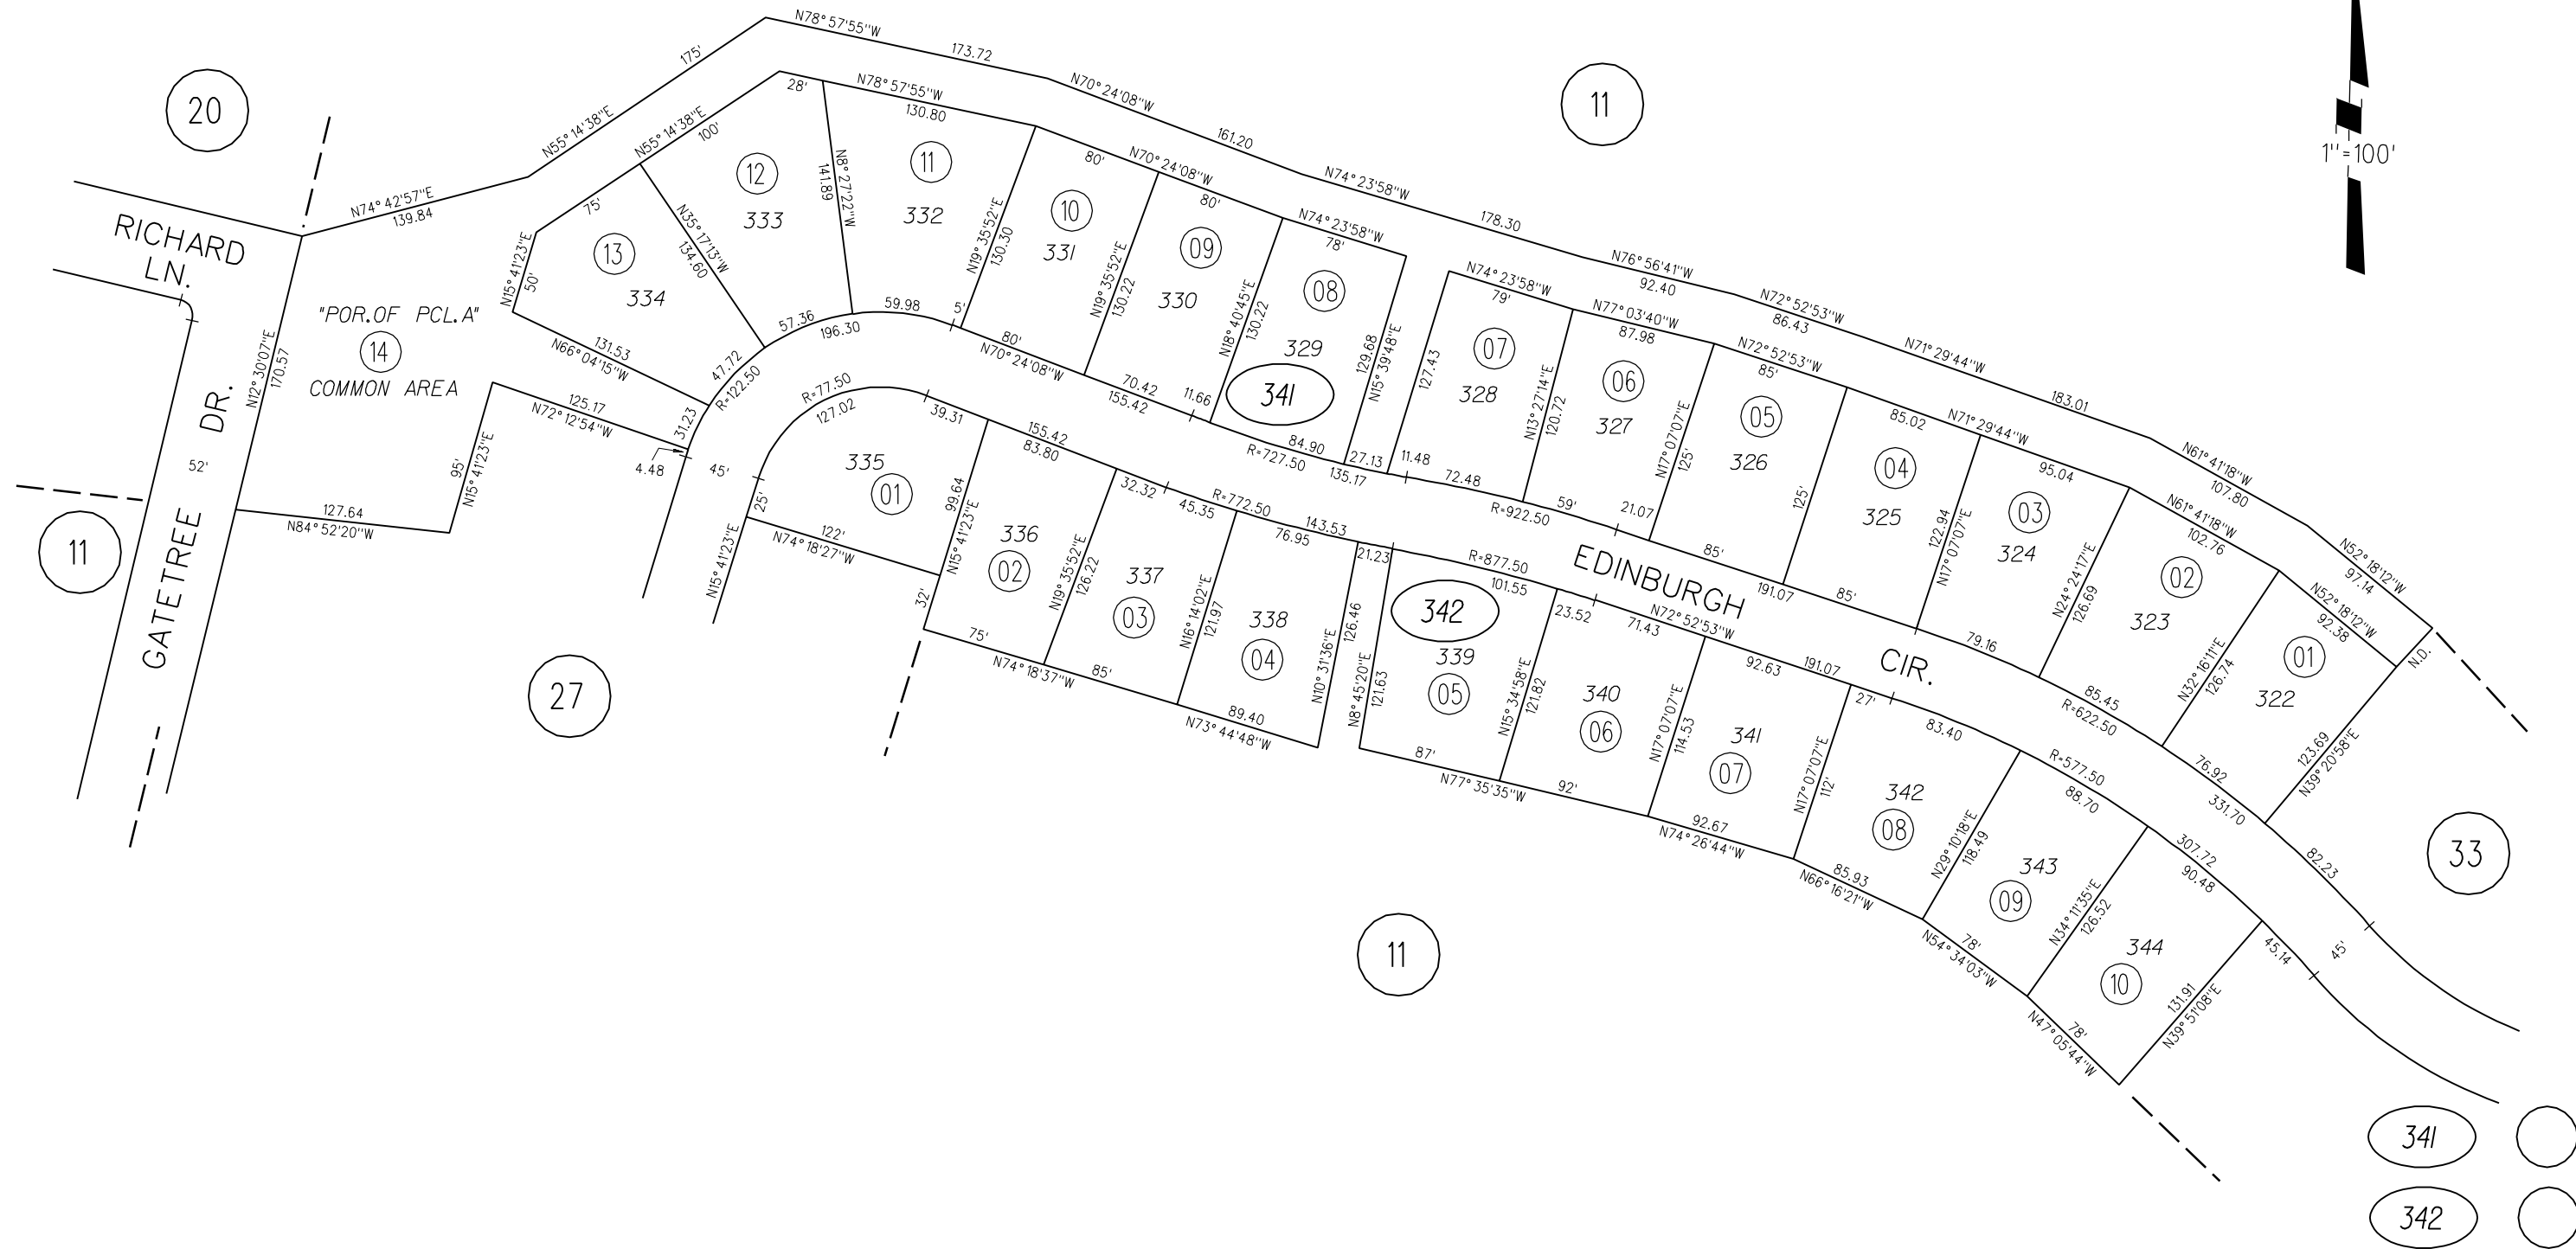 20
11
1"=100'
RICHARD
LN.
GATETREE DR.
52'
N12°30'07"E
170.57
"POR.OF PCL.A"
14
COMMON AREA
N74°42'57"E
139.84
N55°14'38"E
175'
N78°57'55"W
173.72
N70°24'08"W
161.20
N74°23'58"W
178.30
N76°56'41"W
92.40
N72°52'53"W
86.43
N71°29'44"W
183.01
N61°41'18"W
107.80
N52°18'12"W
97.14
127.64
N84°52'20"W
95'
N15°41'23"E
125.17
N72°12'54"W
4.48
31.23
R=122.50
45'
11
27
13
334
75'
N15°41'23"E
50'
131.53
N66°04'15"W
47.72
N35°17'13"W
134.60
12
333
N55°14'38"E
100'
28'
57.36
196.30
N8°27'22"W
141.89
11
332
N78°57'55"W
130.80
59.98
5'
N19°35'52"E
130.30
10
331
80'
80'
N70°24'08"W
N70°24'08"W
N19°35'52"E
130.22
09
330
80'
70.42
155.42
11.66
N18°40'45"E
130.22
N74°23'58"W
78'
08
329
341
84.90
R=727.50
135.17
129.68
N15°39'48"E
27.13
127.43
11.48
N74°23'58"W
79'
07
328
72.48
R=922.50
N13°27'14"E
120.72
N77°03'40"W
87.98
06
327
59'
21.07
N17°07'07"E
125'
N72°52'53"W
85'
05
326
85'
191.07
125'
85.02
N71°29'44"W
04
325
85'
122.94
N17°07'07"E
95.04
03
324
79.16
N24°24'17"E
126.69
N61°41'18"W
102.76
02
323
85.45
R=622.50
N32°16'11"E
126.74
N52°18'12"W
92.38
01
322
N.D.
76.92
331.70
123.69
N39°20'58"E
82.23
33
EDINBURGH CIR.
R=77.50
127.02
39.31
335
01
25'
N15°41'23"E
122'
N74°18'27"W
99.64
N15°41'23"E
32'
155.42
83.80
336
02
75'
N74°18'37"W
N19°35'52"E
126.22
32.32
45.35
R=772.50
337
03
85'
N16°14'02"E
121.97
143.53
76.95
338
04
89.40
N73°44'48"W
N10°31'36"E
126.46
21.23
N8°45'20"E
121.63
R=877.50
101.55
342
339
05
87'
N77°35'35"W
N15°34'58"E
121.82
23.52
N72°52'53"W
71.43
340
06
92'
N17°07'07"E
114.53
92.63
191.07
341
07
92.67
N74°26'44"W
N17°07'07"E
112'
27'
83.40
342
08
85.93
N66°16'21"W
N29°10'18"E
118.49
R=577.50
88.70
343
09
78'
N54°34'03"W
N34°11'35"E
126.52
307.72
90.48
344
10
78'
N47°05'44"W
131.91
N39°51'08"E
45.14
45'
11
341
342